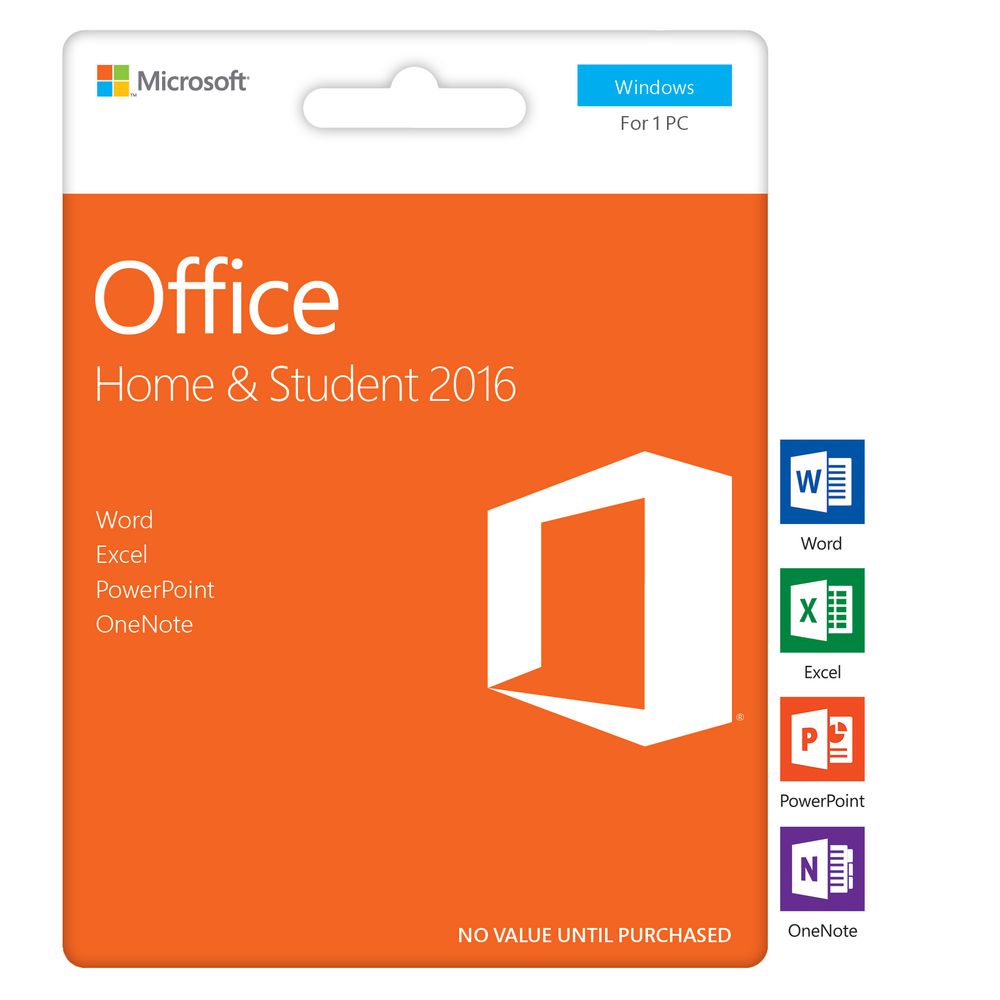 Microsoft
Windows
For 1 PC
Office
Home & Student 2016
Word
Excel
PowerPoint
OneNote
NO VALUE UNTIL PURCHASED
W
Word
X
Excel
P
PowerPoint
N
OneNote